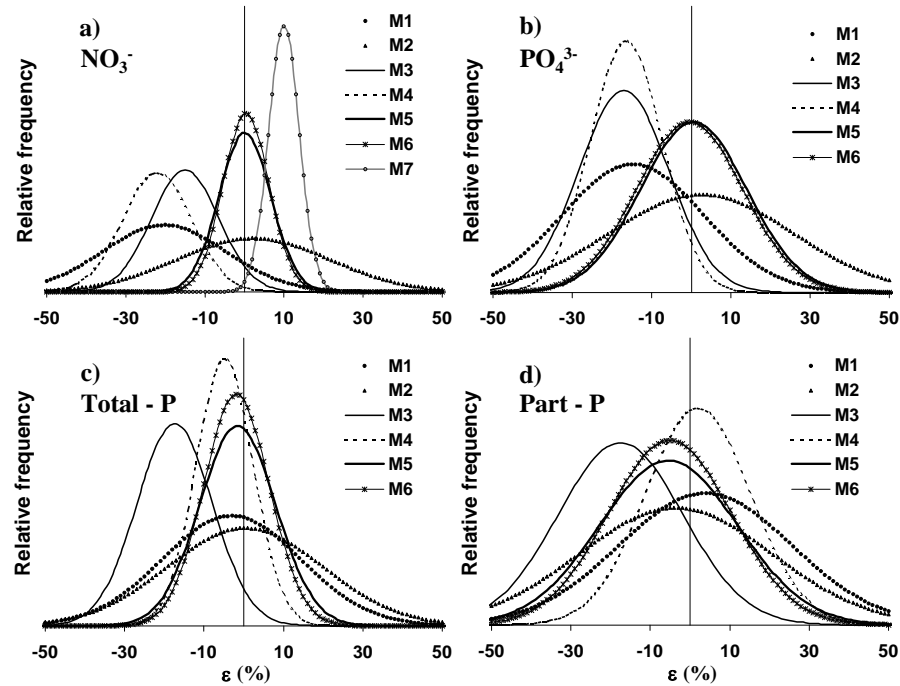 a)
NO₃⁻
Relative frequency
M1
M2
M3
M4
M5
M6
M7
-50 -30 -10 10 30 50
b)
PO₄³⁻
Relative frequency
M1
M2
M3
M4
M5
M6
-50 -30 -10 10 30 50
c)
Total - P
Relative frequency
M1
M2
M3
M4
M5
M6
-50 -30 -10 10 30 50
ε (%)
d)
Part - P
Relative frequency
M1
M2
M3
M4
M5
M6
-50 -30 -10 10 30 50
ε (%)